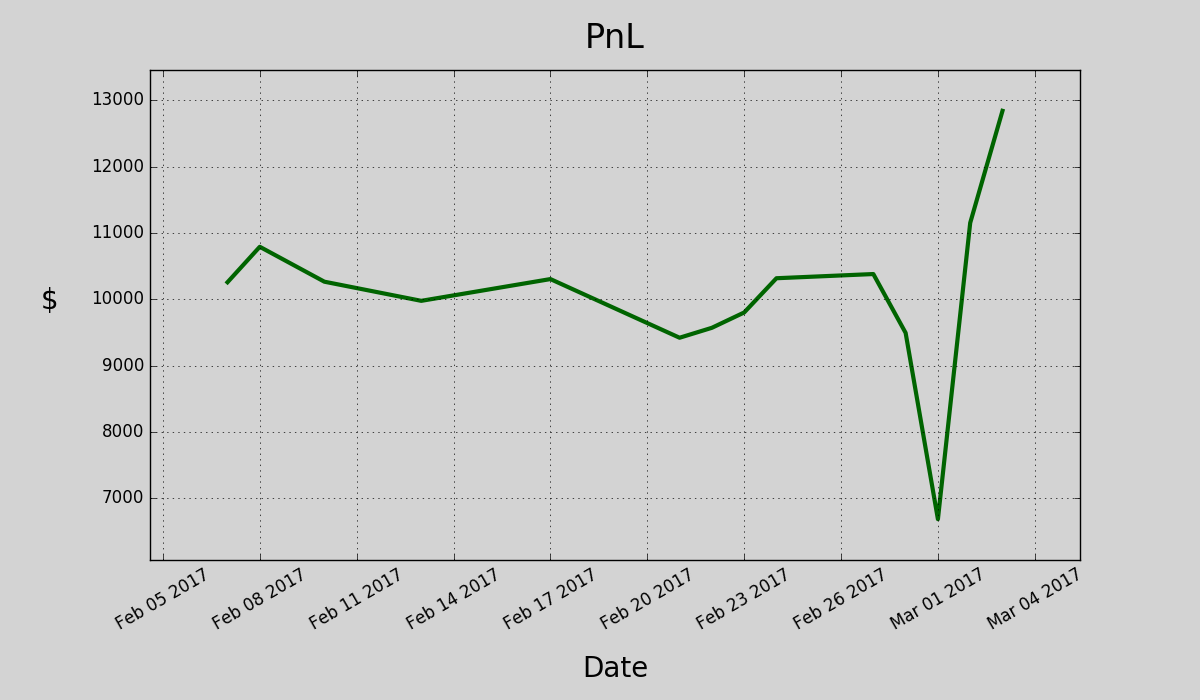 PnL
13000
12000
11000
10000
9000
8000
7000
$
Feb 05 2017
Feb 08 2017
Feb 11 2017
Feb 14 2017
Feb 17 2017
Feb 20 2017
Feb 23 2017
Feb 26 2017
Mar 01 2017
Mar 04 2017
Date